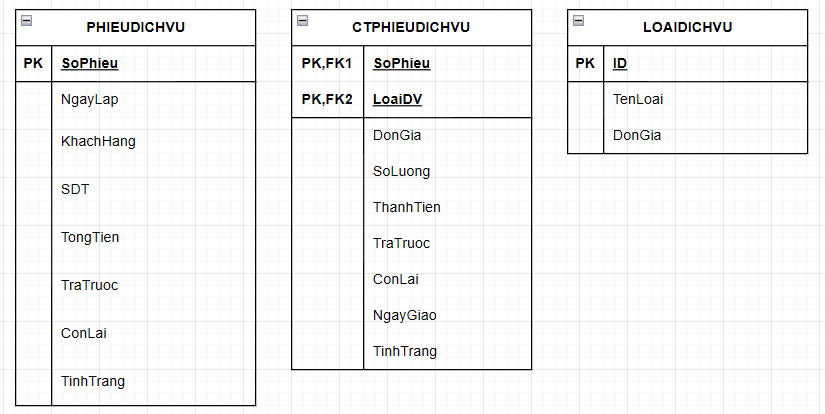 PHIEUDICHVU
PK SoPhieu
NgayLap
KhachHang
SDT
TongTien
TraTruoc
ConLai
TinhTrang
CTPHIEUDICHVU
PK,FK1 SoPhieu
PK,FK2 LoaiDV
DonGia
SoLuong
ThanhTien
TraTruoc
ConLai
NgayGiao
TinhTrang
LOAIDICHVU
PK ID
TenLoai
DonGia